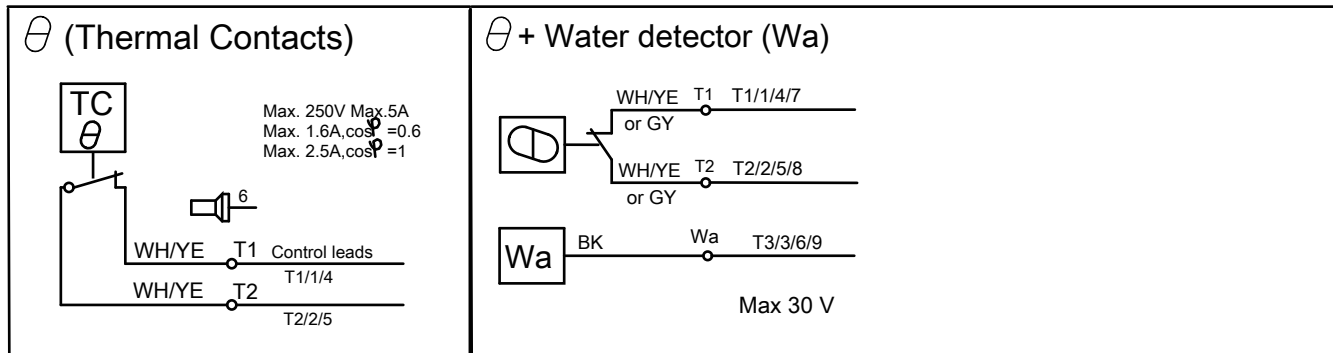 θ (Thermal Contacts)
TC
θ
Max. 250V Max.5A
Max. 1.6A,cosφ =0.6
Max. 2.5A,cosφ =1
6
WH/YE T1 Control leads
T1/1/4
WH/YE T2
T2/2/5
θ + Water detector (Wa)
WH/YE T1 T1/1/4/7
or GY
θ
WH/YE T2 T2/2/5/8
or GY
Wa BK Wa T3/3/6/9
Max 30 V